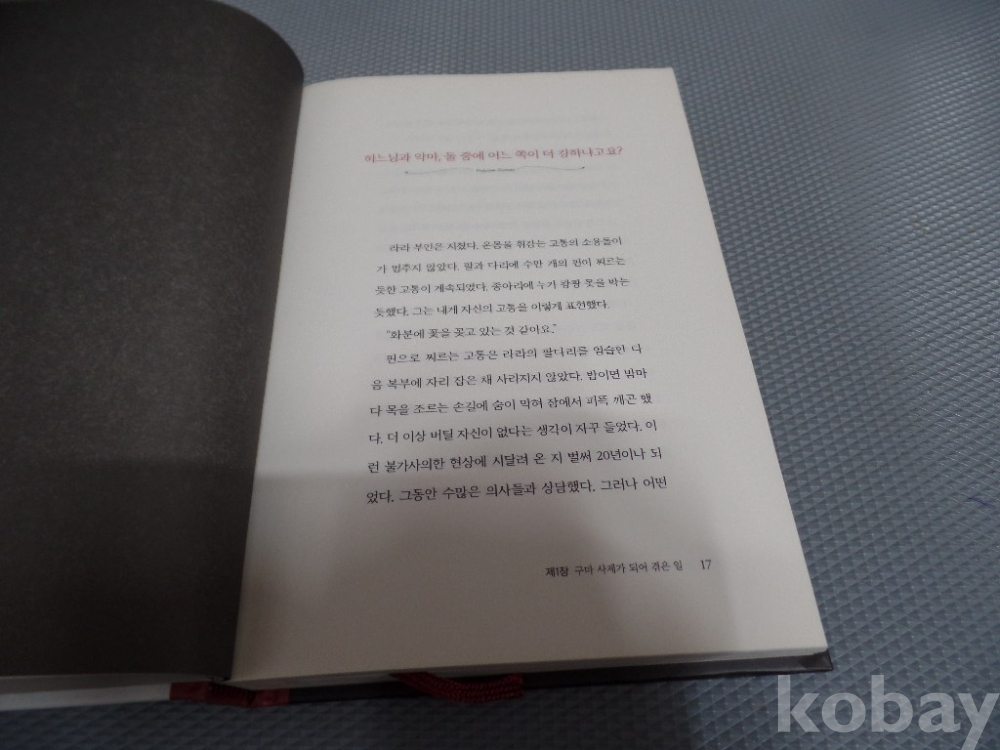 하느님과 악마, 둘 중에 어느 쪽이 더 강하냐고요?
라라 부인은 지쳤다. 온몸을 휘감는 고통의 소용돌이
가 멈추지 않았다. 팔과 다리에 수만 개의 핀이 찌르는
듯한 고통이 계속되었다. 종아리에 누가 쾅쾅 못을 박는
듯했다. 그는 내게 자신의 고통을 이렇게 표현했다.
“화분에 꽃을 꽂고 있는 것 같아요.”
핀으로 찌르는 고통은 라라의 팔다리를 엄습한 다
음 복부에 자리 잡은 채 사라지지 않았다. 밤이면 밤마
다 목을 조르는 손길에 숨이 막혀 잠에서 퍼뜩 깨곤 했
다. 더 이상 버틸 자신이 없다는 생각이 자꾸 들었다. 이
런 불가사의한 현상에 시달려 온 지 벌써 20년이나 되
었다. 그동안 수많은 의사들과 상담했다. 그러나 어떤
제1장 구마 사제가 되어 겪은 일 17
kobay